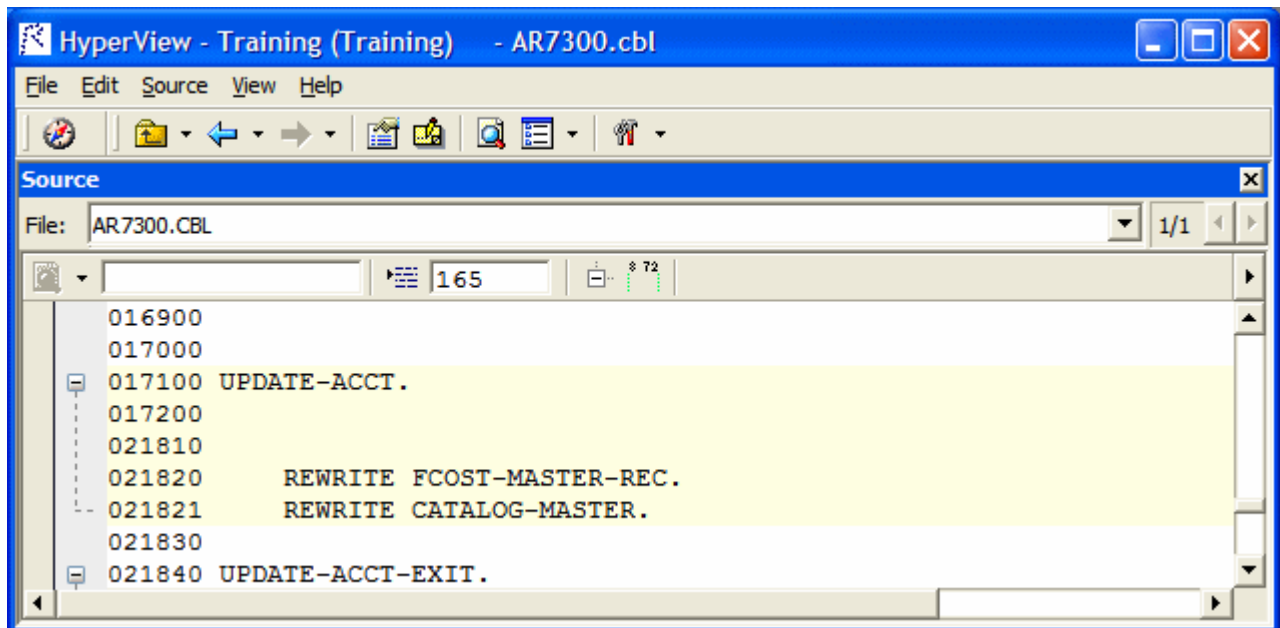 HyperView - Training (Training) - AR7300.cbl
File Edit Source View Help
Source
File: AR7300.CBL 1/1
165 8 72
016900
017000
017100 UPDATE-ACCT.
017200
021810
021820 REWRITE FCOST-MASTER-REC.
021821 REWRITE CATALOG-MASTER.
021830
021840 UPDATE-ACCT-EXIT.